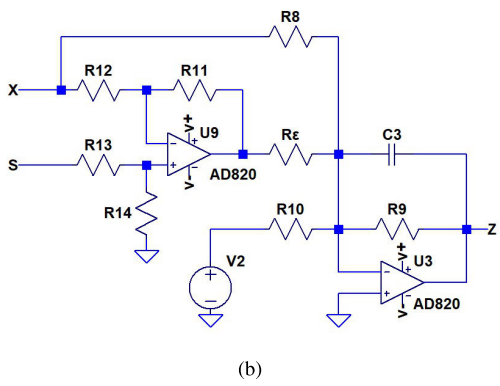 R8
X
R12
R11
V+
U9
−
+
+
−
V-
AD820
S
R13
R14
Rε
C3
R10
R9
Z
V2
+
−
V+
U3
−
+
+
−
V-
AD820
(b)